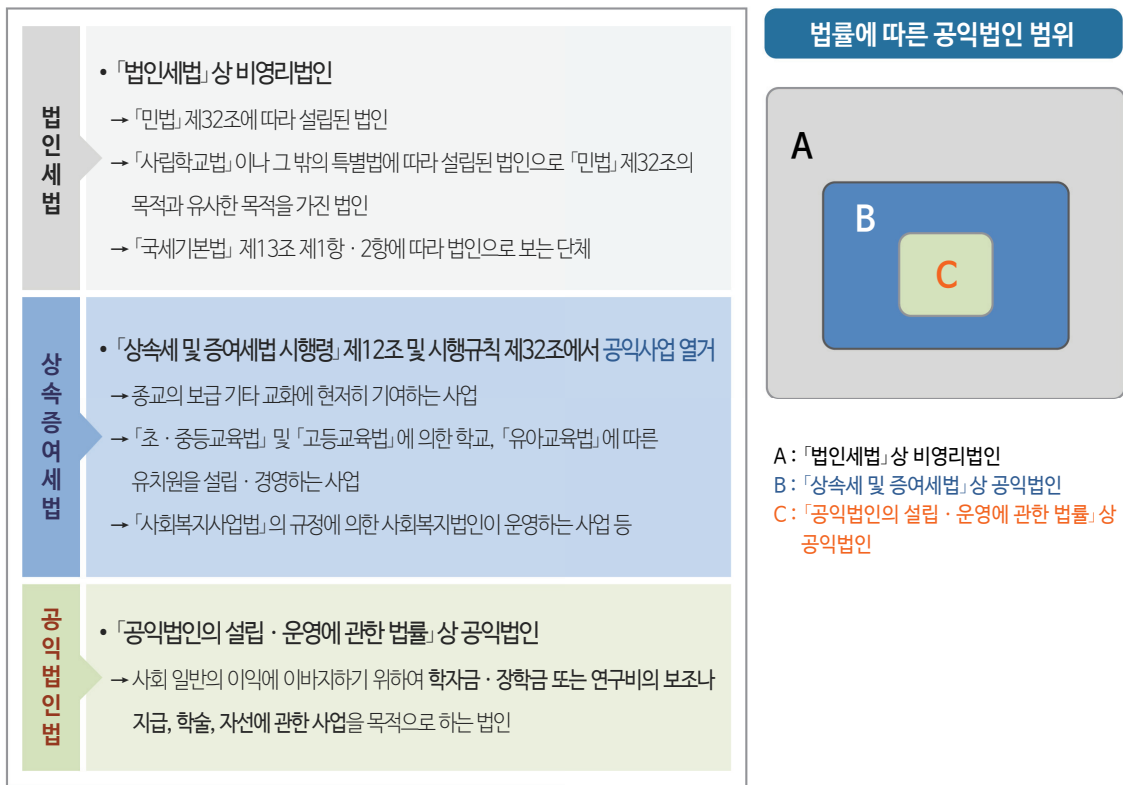 법인세법
• 「법인세법」상 비영리법인
→ 「민법」 제32조에 따라 설립된 법인
→ 「사립학교법」이나 그 밖의 특별법에 따라 설립된 법인으로 「민법」 제32조의
목적과 유사한 목적을 가진 법인
→ 「국세기본법」 제13조 제1항 · 2항에 따라 법인으로 보는 단체
상속증여세법
• 「상속세 및 증여세법 시행령」 제12조 및 시행규칙 제32조에서 공익사업 열거
→ 종교의 보급 기타 교화에 현저히 기여하는 사업
→ 「초 · 중등교육법」 및 「고등교육법」에 의한 학교, 「유아교육법」에 따른
유치원을 설립 · 경영하는 사업
→ 「사회복지사업법」의 규정에 의한 사회복지법인이 운영하는 사업 등
공익법인법
• 「공익법인의 설립 · 운영에 관한 법률」상 공익법인
→ 사회 일반의 이익에 이바지하기 위하여 학자금 · 장학금 또는 연구비의 보조나
지급, 학술, 자선에 관한 사업을 목적으로 하는 법인
법률에 따른 공익법인 범위
A
B
C
A : 「법인세법」상 비영리법인
B : 「상속세 및 증여세법」상 공익법인
C : 「공익법인의 설립 · 운영에 관한 법률」상
공익법인